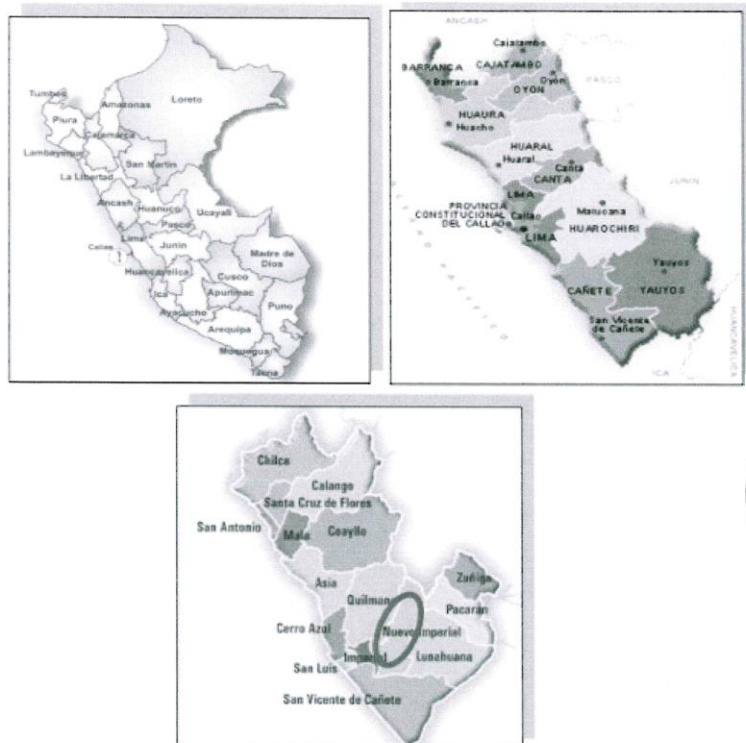 Tumbes
Loreto
Amazonas
Piura
Cajamarca
Lambayeque
San Martin
La Libertad
Ancash
Huanuco
Ucayali
Pasco
Lima
Junin
Callao
Madre de
Dios
Huancavelica
Cusco
Ica
Apurimac
Puno
Ayacucho
Arequipa
Moquegua
Tacna
ANCASH
Cajatambo
BARRANCA
CAJATAMBO
Barranca
Oyón
PASCO
OYON
HUAURA
Huacho
HUARAL
Huaral
Canta
CANTA
JUNIN
LIMA
PROVINCIA
CONSTITUCIONAL
DEL CALLAO
Callao
Matucana
LIMA
HUAROCHIRI
Yauyos
CAÑETE
YAUYOS
San Vicente
de Cañete
HUANCAVELICA
ICA
Chilca
Calango
Santa Cruz de Flores
San Antonio
Mala
Coayllo
Asia
Zuñiga
Quilman
Pacarán
Cerro Azul
Nuevo Imperial
Imperial
Lunahuana
San Luis
San Vicente de Cañete